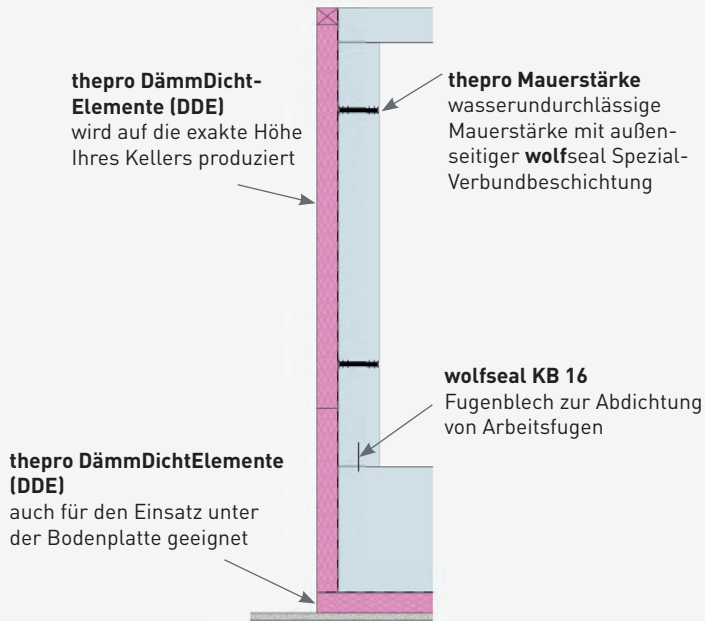 thepro DämmDicht-
Elemente (DDE)
wird auf die exakte Höhe
Ihres Kellers produziert
thepro Mauerstärke
wasserundurchlässige
Mauerstärke mit außen-
seitiger wolfseal Spezial-
Verbundbeschichtung
wolfseal KB 16
Fugenblech zur Abdichtung
von Arbeitsfugen
thepro DämmDichtElemente
(DDE)
auch für den Einsatz unter
der Bodenplatte geeignet